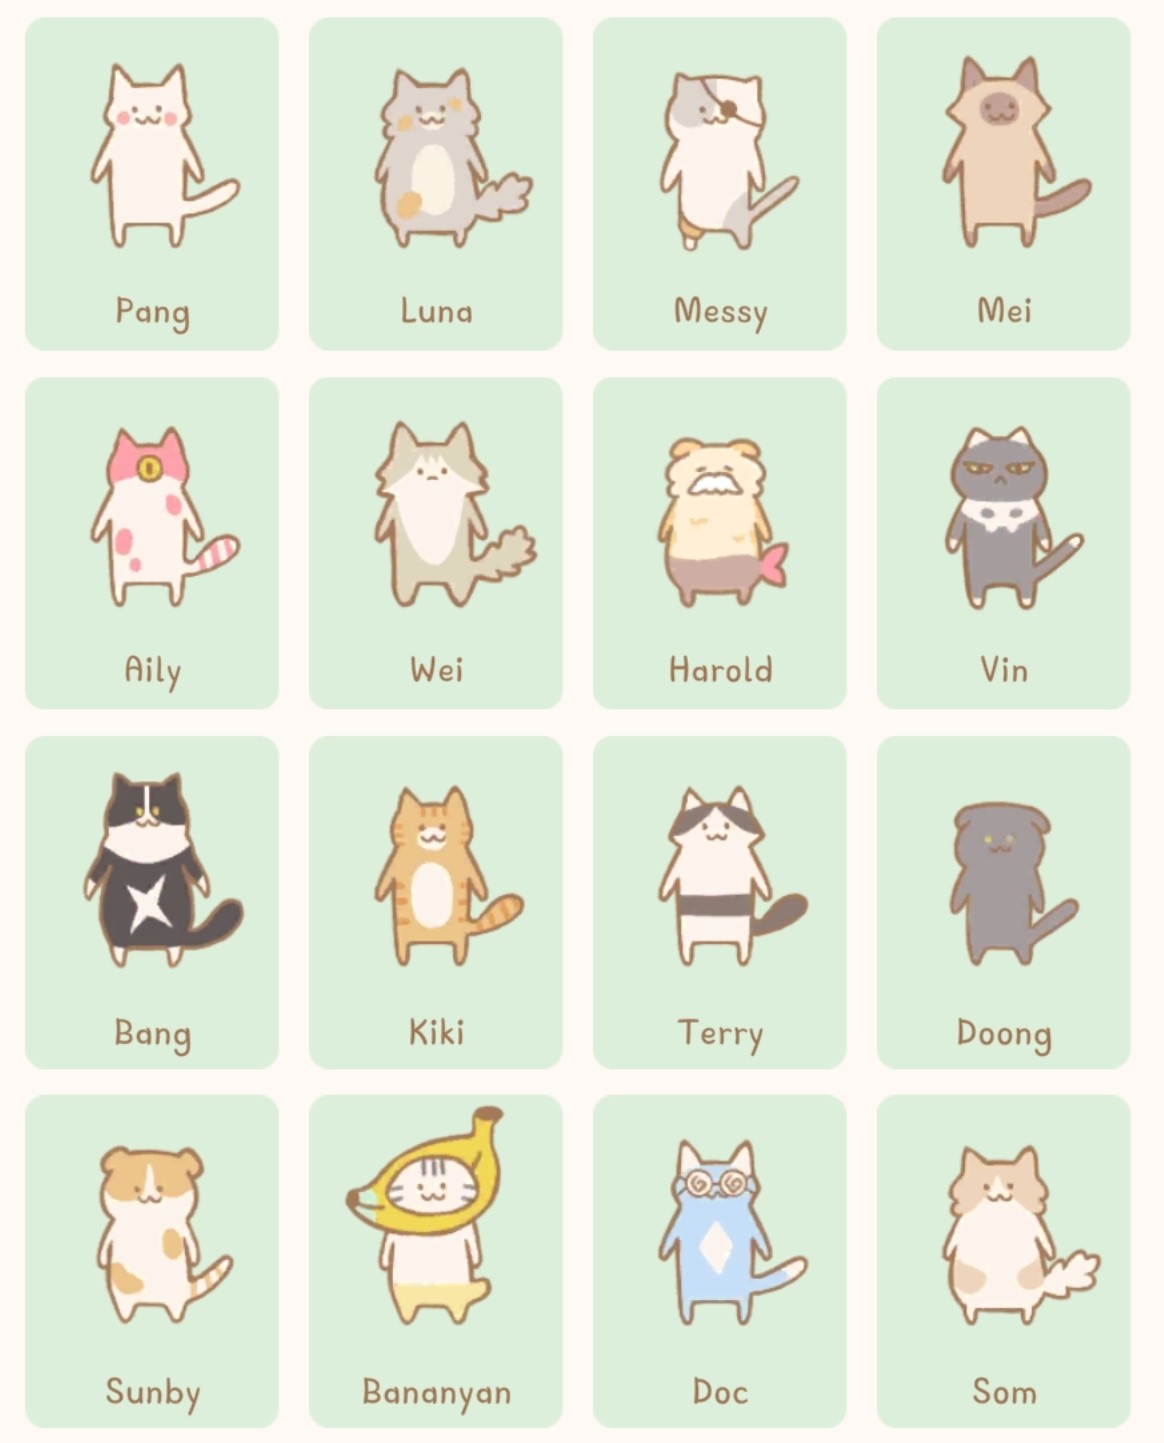 Pang
Luna
Messy
Mei
Aily
Wei
Harold
Vin
Bang
Kiki
Terry
Doong
Sunby
Bananyan
Doc
Som